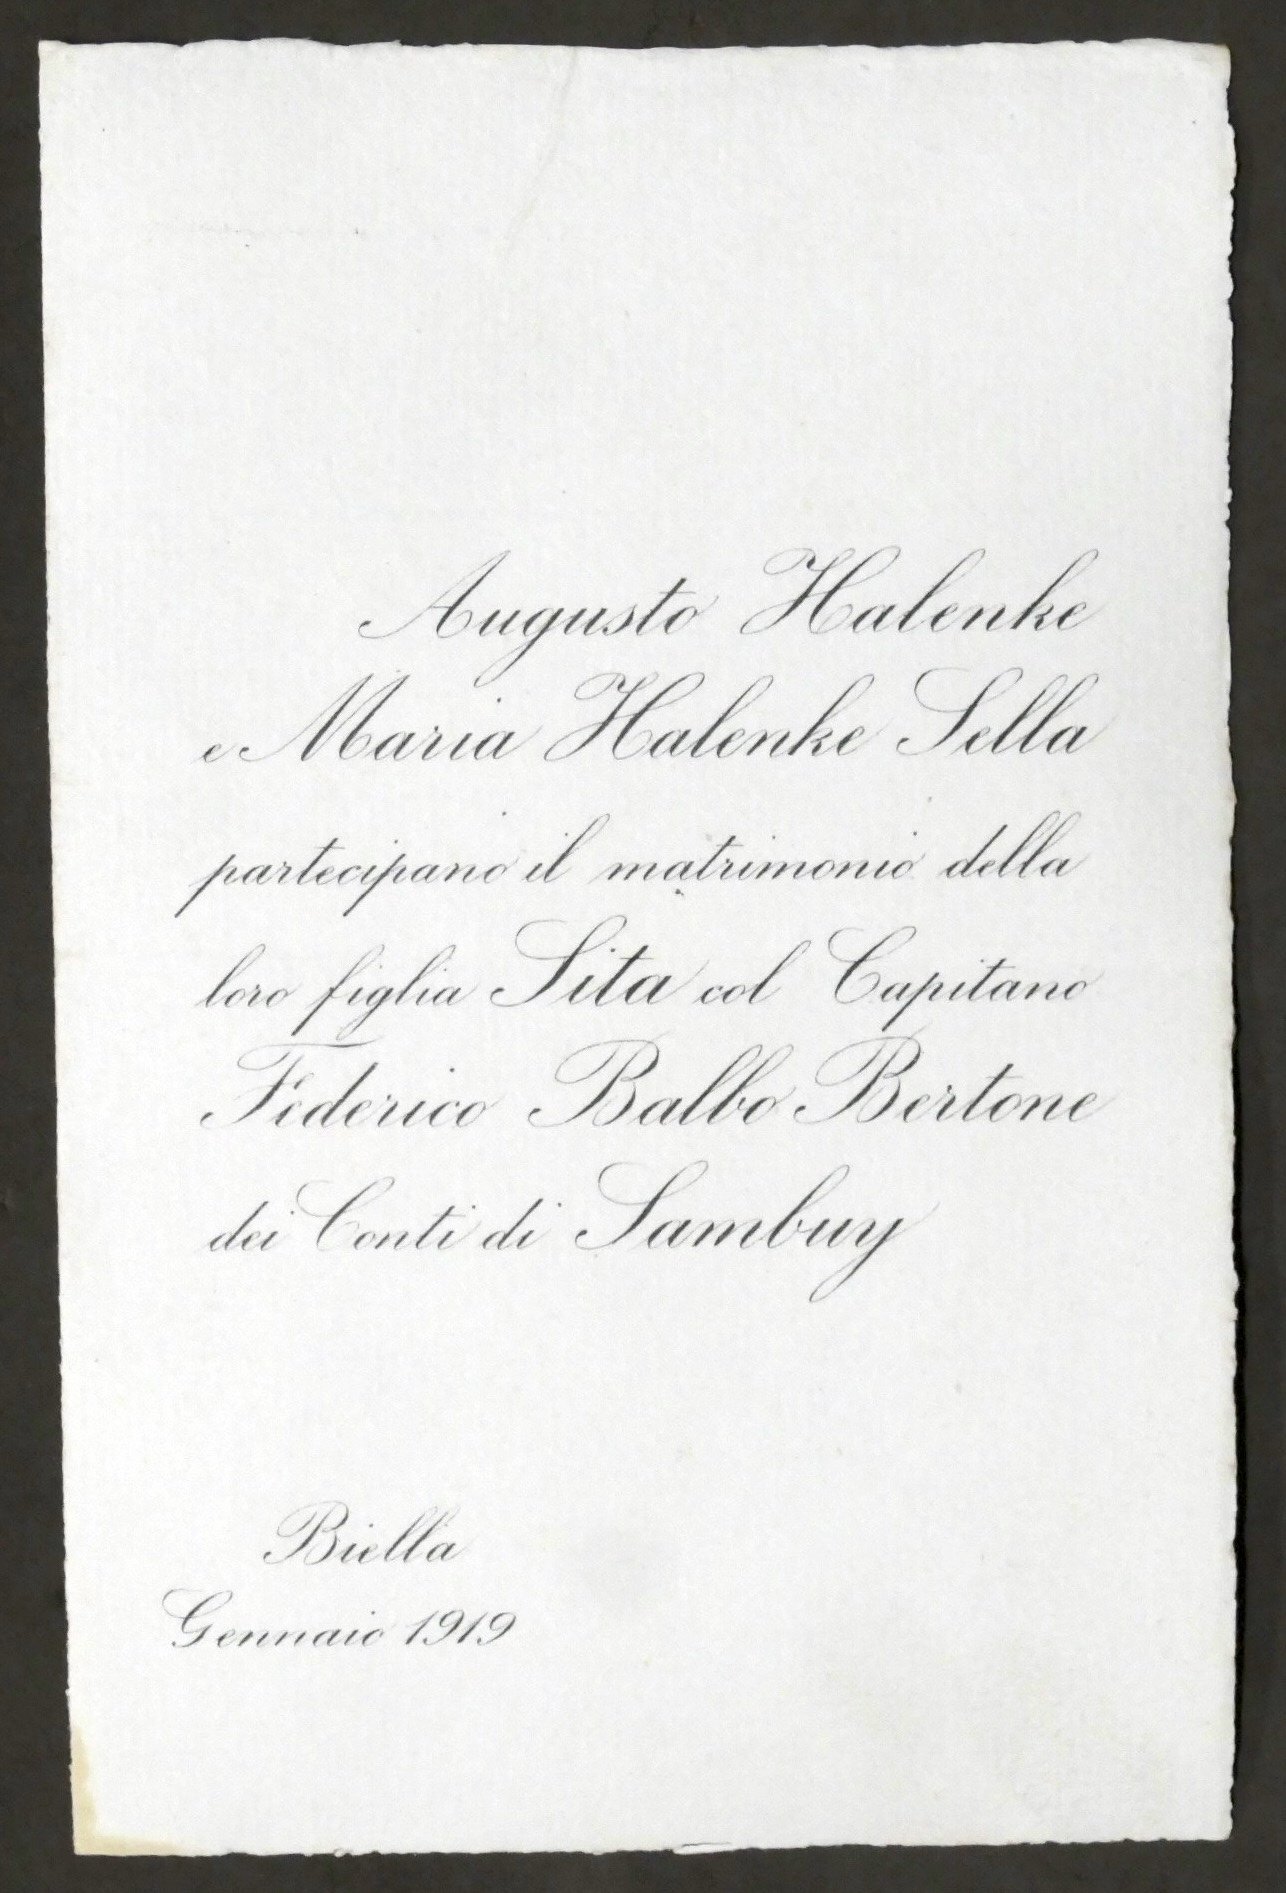 Augusto Halenke
e Maria Halenke Sella
partecipano il matrimonio della
loro figlia Sita col Capitano
Federico Balbo Bertone
dei Conti di Sambuy
Biella
Gennaio 1919